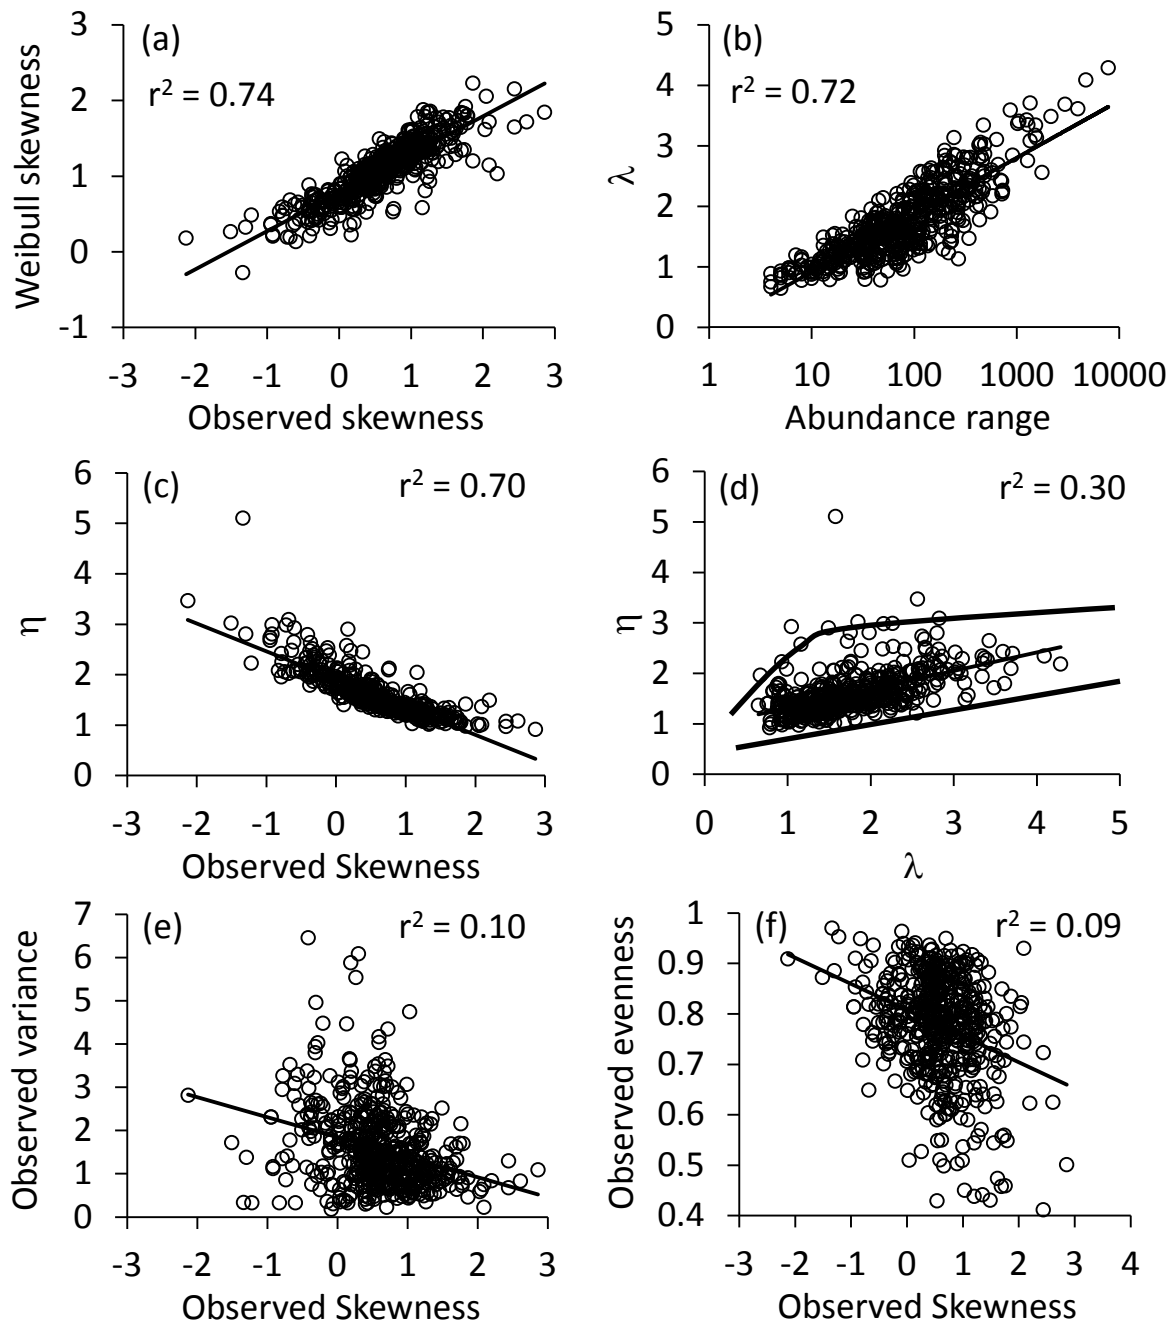 (a)
r² = 0.74
Weibull skewness
3
2
1
0
-1
-3 -2 -1 0 1 2 3
Observed skewness
(b)
r² = 0.72
λ
5
4
3
2
1
0
1 10 100 1000 10000
Abundance range
(c)
r² = 0.70
η
6
5
4
3
2
1
0
-3 -2 -1 0 1 2 3
Observed Skewness
(d)
r² = 0.30
η
6
5
4
3
2
1
0
0 1 2 3 4 5
λ
(e)
r² = 0.10
Observed variance
7
6
5
4
3
2
1
0
-3 -2 -1 0 1 2 3
Observed Skewness
(f)
r² = 0.09
Observed evenness
1
0.9
0.8
0.7
0.6
0.5
0.4
-3 -2 -1 0 1 2 3 4
Observed Skewness